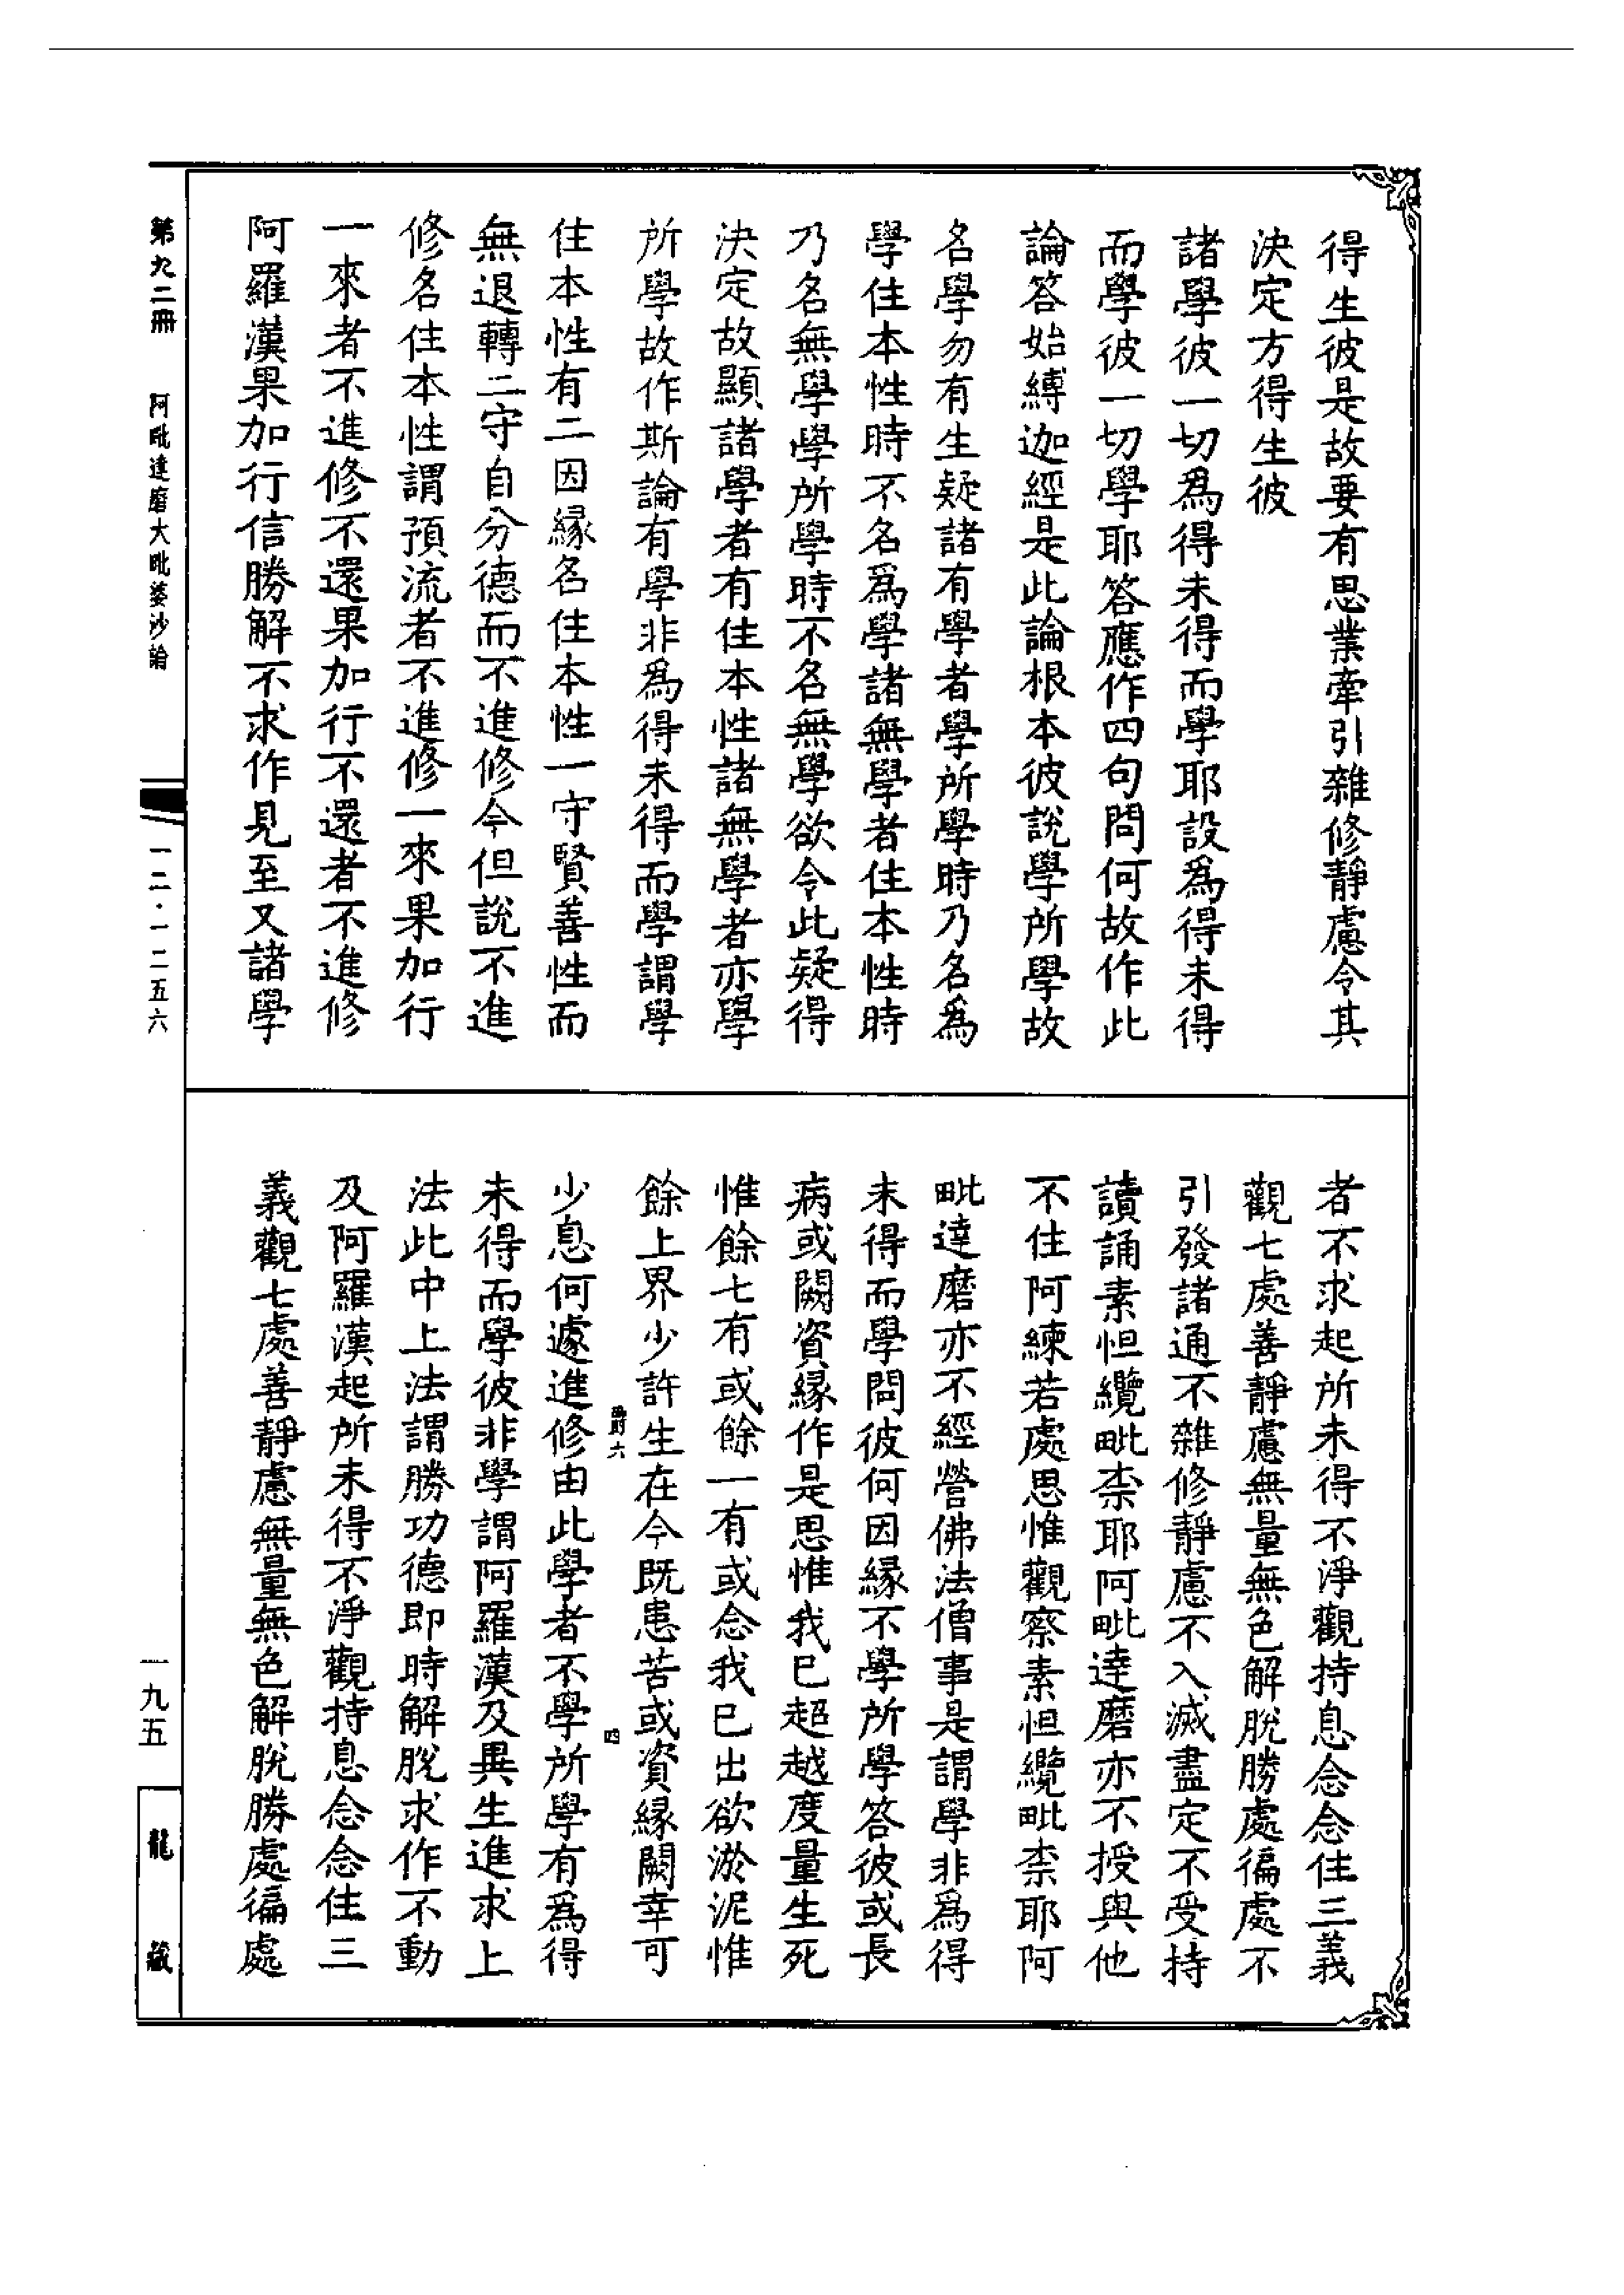 得生彼是故要有思業牽引雜修靜慮令其
決定方得生彼
諸學彼一切為得未得而學耶設為得未得
而學彼一切學耶答應作四句問何故作此
論答始縛迦經是此論根本彼說學所學故
名學勿有生疑諸有學者學所學時乃名為
學住本性時不名為學諸無學者住本性時
乃名無學學所學時不名無學欲令此疑得
決定故顯諸學者有住本性諸無學者亦學
所學故作斯論有學非為得未得而學謂學
住本性有二因緣名住本性一守賢善性而
無退轉二守自分德而不進修今但說不進
修名住本性謂預流者不進修一來果加行
一來者不進修不還果加行不還者不進修
阿羅漢果加行信勝解不求作見至又諸學
者不求起所未得不淨觀持息念念住三義
觀七處善靜慮無量無色解脫勝處徧處不
引發諸通不雜修靜慮不入滅盡定不受持
讀誦素怛纜毗柰耶阿毗達磨亦不授與他
不住阿練若處思惟觀察素怛纜毗柰耶阿
毗達磨亦不經營佛法僧事是謂學非為得
未得而學問彼何因緣不學所學答彼或長
病或闕資緣作是思惟我已超越度量生死
惟餘七有或餘一有或念我已出欲淤泥惟
餘上界少許生在今既患苦或資緣闕幸可
爵六
四
少息何遽進修由此學者不學所學有為得
未得而學彼非學謂阿羅漢及異生進求上
法此中上法謂勝功德即時解脫求作不動
及阿羅漢起所未得不淨觀持息念念住三
義觀七處善靜慮無量無色解脫勝處徧處
第九二冊
阿毗達磨大毗婆沙論
一二·一二五六
一九五
龍藏